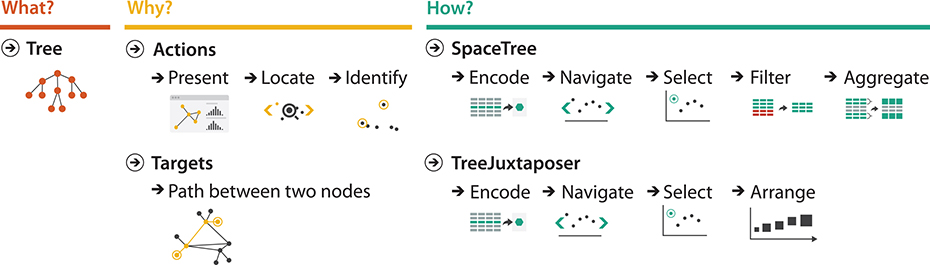 What?
Why?
How?
Tree
Actions
Present Locate Identify
Targets
Path between two nodes
SpaceTree
Encode Navigate Select Filter Aggregate
TreeJuxtaposer
Encode Navigate Select Arrange